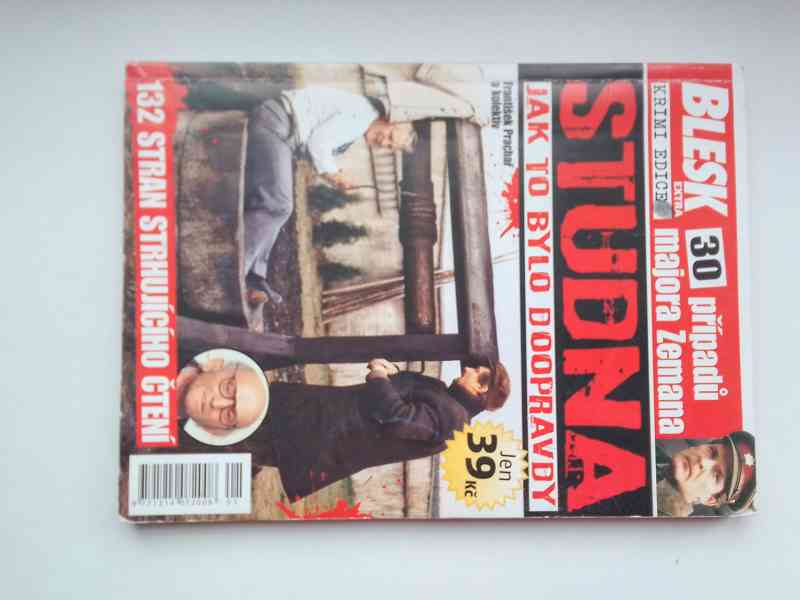 BLESK
EXTRA
KRIMI EDICE
30 případů
majora Zemana
STUDNA
JAK TO BYLO DOOPRAVDY
František Prachař
a kolektiv
Jen
39
Kč
132 STRAN STRHUJÍCÍHO ČTENÍ